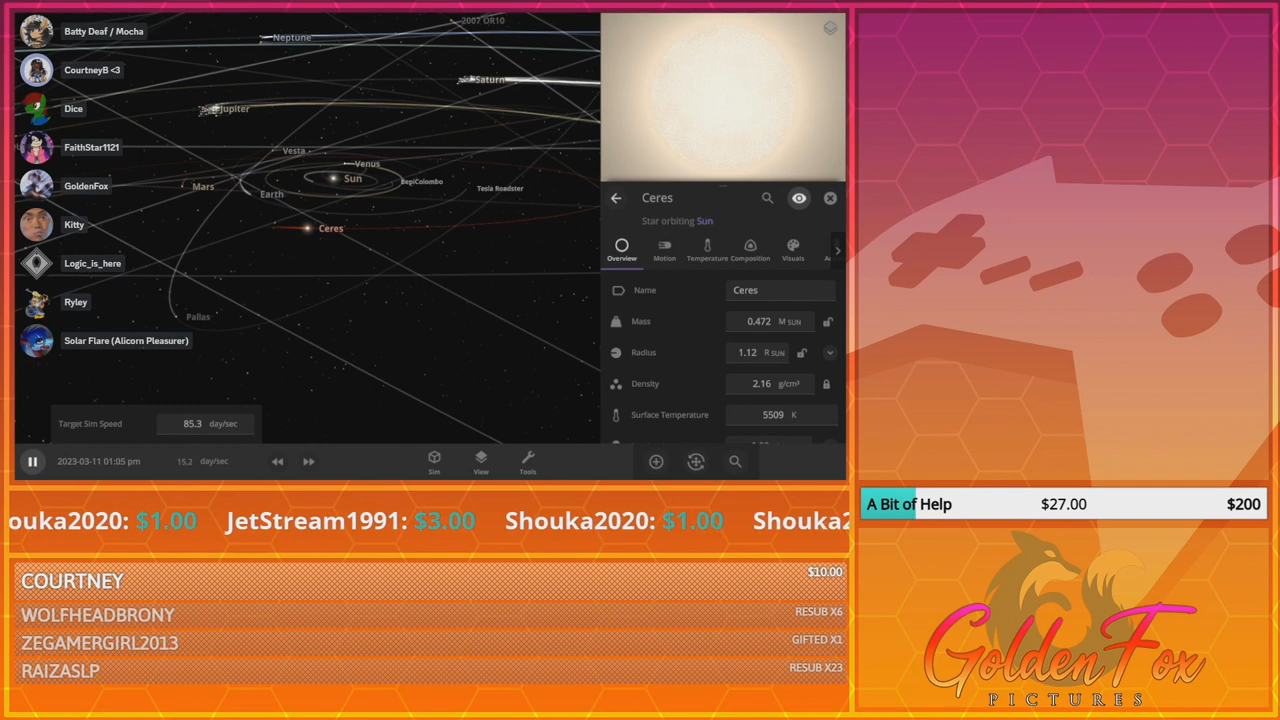 Batty Deaf / Mocha
CourtneyB <3
Dice
FaithStar1121
GoldenFox
Kitty
Logic_is_here
Ryley
Solar Flare (Alicorn Pleasurer)
2007 OR10
Neptune
Saturn
Jupiter
Vesta
Venus
Sun
Mars
Earth
BepiColombo
Tesla Roadster
Ceres
Pallas
Target Sim Speed 85.3 day/sec
2023-03-11 01:05 pm 15.2 day/sec
Sim View Tools
Ceres
Star orbiting Sun
Overview Motion Temperature Composition Visuals
Name Ceres
Mass 0.472 M SUN
Radius 1.12 R SUN
Density 2.16 g/cm³
Surface Temperature 5509 K
A Bit of Help $27.00 $200
ouka2020: $1.00 JetStream1991: $3.00 Shouka2020: $1.00 Shouka2
COURTNEY $10.00
WOLFHEADBRONY RESUB X6
ZEGAMERGIRL2013 GIFTED X1
RAIZASLP RESUB X23
GoldenFox
PICTURES